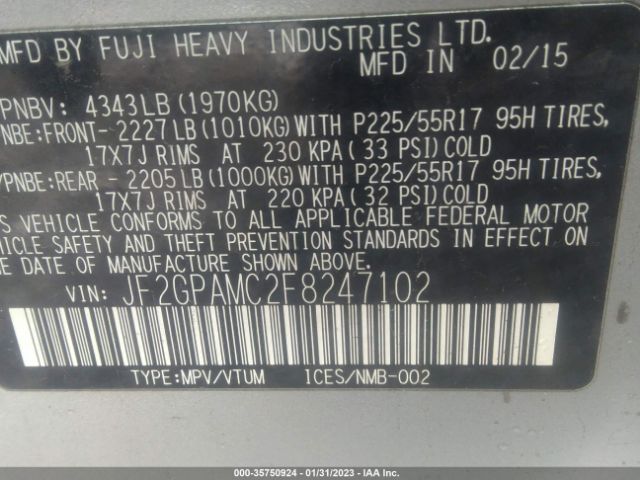 MFD BY FUJI HEAVY INDUSTRIES LTD.
MFD IN 02/15
PNBV: 4343LB (1970KG)
PNBE:FRONT- 2227 LB (1010KG) WITH P225/55R17 95H TIRES,
17X7J RIMS AT 230 KPA ( 33 PSI) COLD
/PNBE:REAR - 2205 LB (1000KG) WITH P225/55R17 95H TIRES,
17X7J RIMS AT 220 KPA ( 32 PSI) COLD
VEHICLE CONFORMS TO ALL APPLICABLE FEDERAL MOTOR
VEHICLE SAFETY AND THEFT PREVENTION STANDARDS IN EFFECT ON
DATE OF MANUFACTURE SHOWN ABOVE.
VIN: JF2GPAMC2F8247102
TYPE:MPV/VTUM ICES/NMB-002
000-35750924 - 01/31/2023 - IAA Inc.